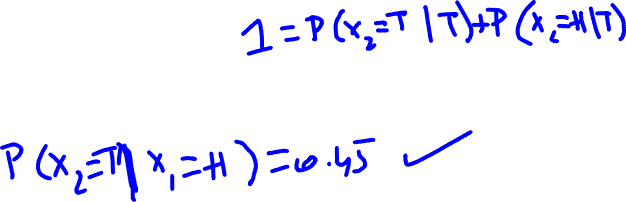 1 = P(x₂=T|T)+P(x₂=H|T)
P(x₂=T|x₁=H)=0.45 ✓